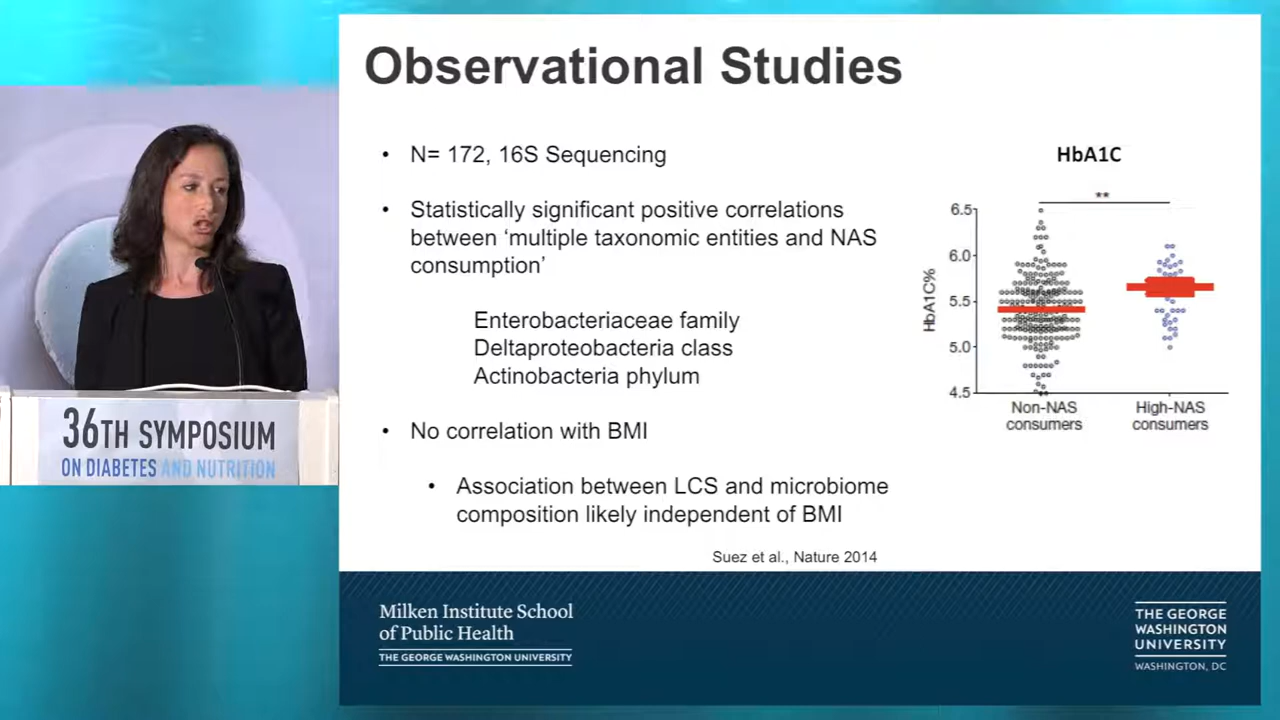 Observational Studies
• N= 172, 16S Sequencing
• Statistically significant positive correlations
between ‘multiple taxonomic entities and NAS
consumption’
Enterobacteriaceae family
Deltaproteobacteria class
Actinobacteria phylum
• No correlation with BMI
• Association between LCS and microbiome
composition likely independent of BMI
Suez et al., Nature 2014
HbA1C
**
HbA1C%
6.5
6.0
5.5
5.0
4.5
Non-NAS
consumers
High-NAS
consumers
36TH SYMPOSIUM
ON DIABETES AND NUTRITION
Milken Institute School
of Public Health
THE GEORGE WASHINGTON UNIVERSITY
THE GEORGE
WASHINGTON
UNIVERSITY
WASHINGTON, DC